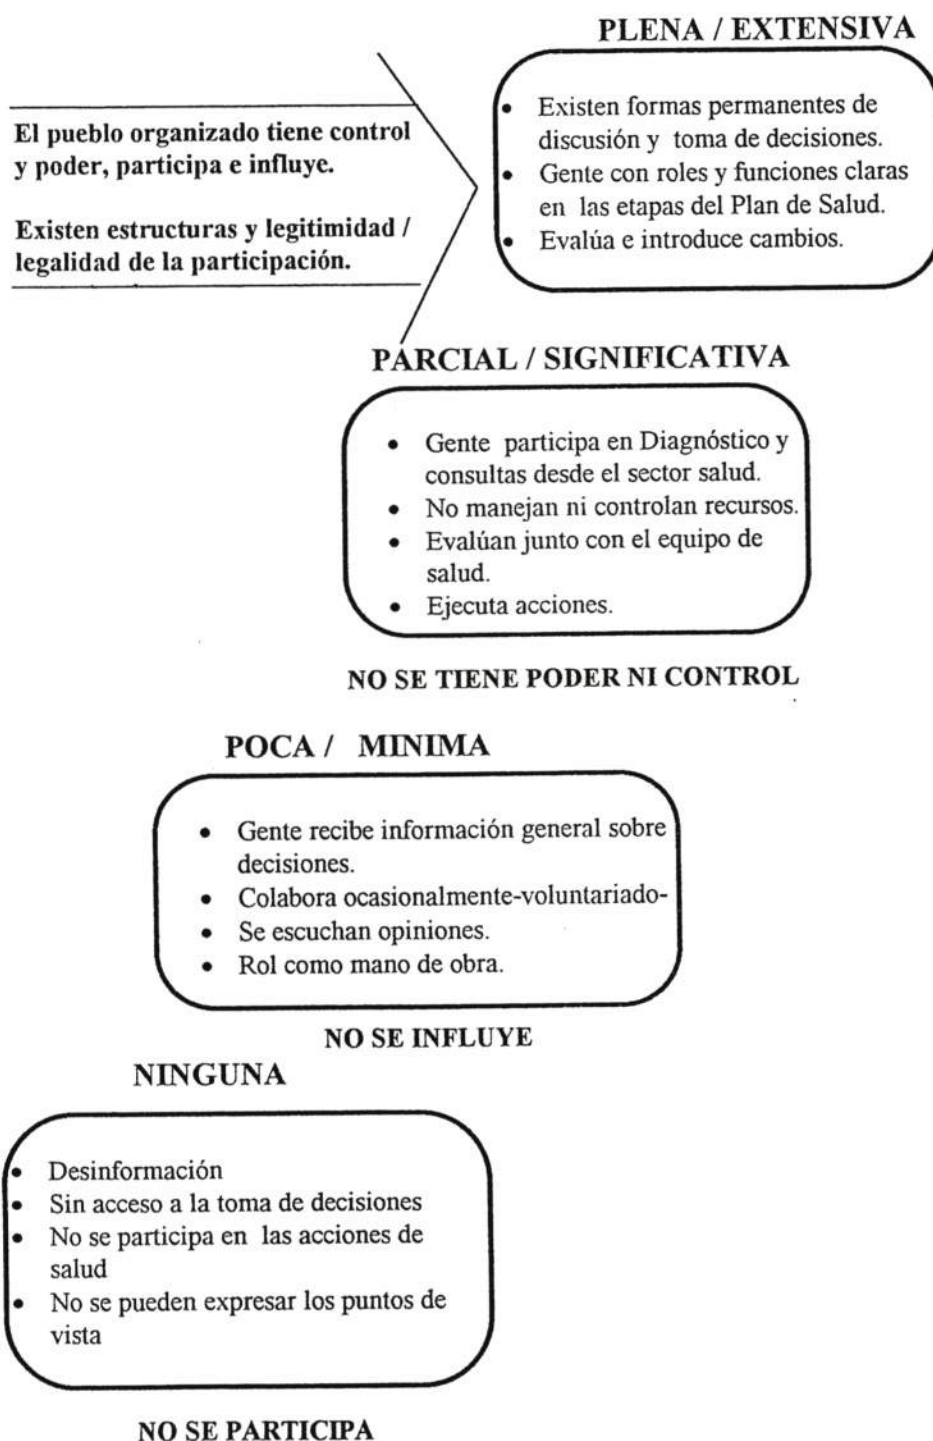 PLENA / EXTENSIVA
El pueblo organizado tiene control
y poder, participa e influye.
Existen estructuras y legitimidad /
legalidad de la participación.
• Existen formas permanentes de
discusión y toma de decisiones.
• Gente con roles y funciones claras
en las etapas del Plan de Salud.
• Evalúa e introduce cambios.
PARCIAL / SIGNIFICATIVA
• Gente participa en Diagnóstico y
consultas desde el sector salud.
• No manejan ni controlan recursos.
• Evalúan junto con el equipo de
salud.
• Ejecuta acciones.
NO SE TIENE PODER NI CONTROL
POCA / MINIMA
• Gente recibe información general sobre
decisiones.
• Colabora ocasionalmente-voluntariado-
• Se escuchan opiniones.
• Rol como mano de obra.
NO SE INFLUYE
NINGUNA
• Desinformación
• Sin acceso a la toma de decisiones
• No se participa en las acciones de
salud
• No se pueden expresar los puntos de
vista
NO SE PARTICIPA